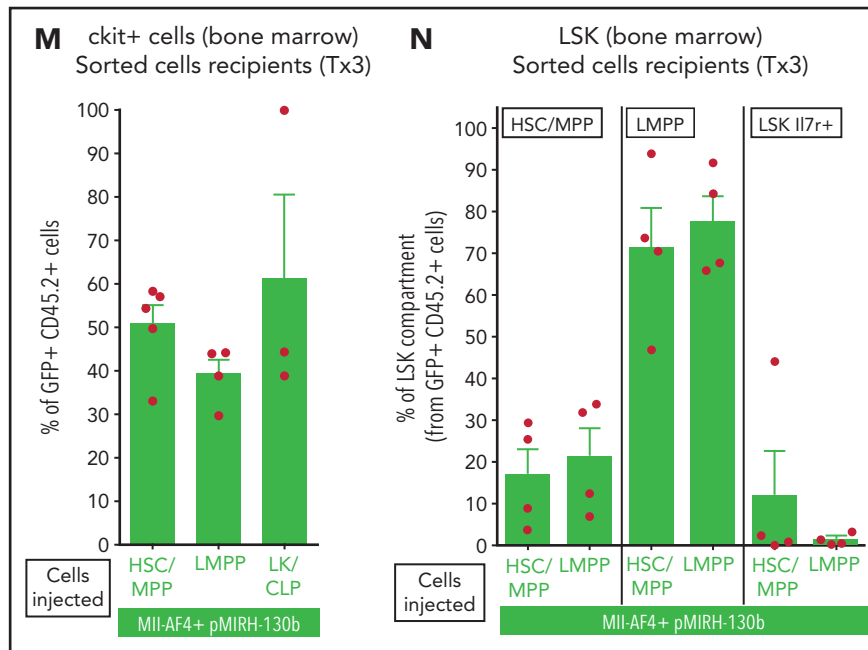 M
ckit+ cells (bone marrow)
Sorted cells recipients (Tx3)
% of GFP+ CD45.2+ cells
100
90
80
70
60
50
40
30
20
10
0
HSC/ LMPP LK/
MPP CLP
Cells
injected
MII-AF4+ pMIRH-130b
N
LSK (bone marrow)
Sorted cells recipients (Tx3)
HSC/MPP LMPP LSK Il7r+
% of LSK compartment
(from GFP+ CD45.2+ cells)
100
90
80
70
60
50
40
30
20
10
0
HSC/ LMPP HSC/ LMPP HSC/ LMPP
MPP MPP MPP
Cells
injected
MII-AF4+ pMIRH-130b